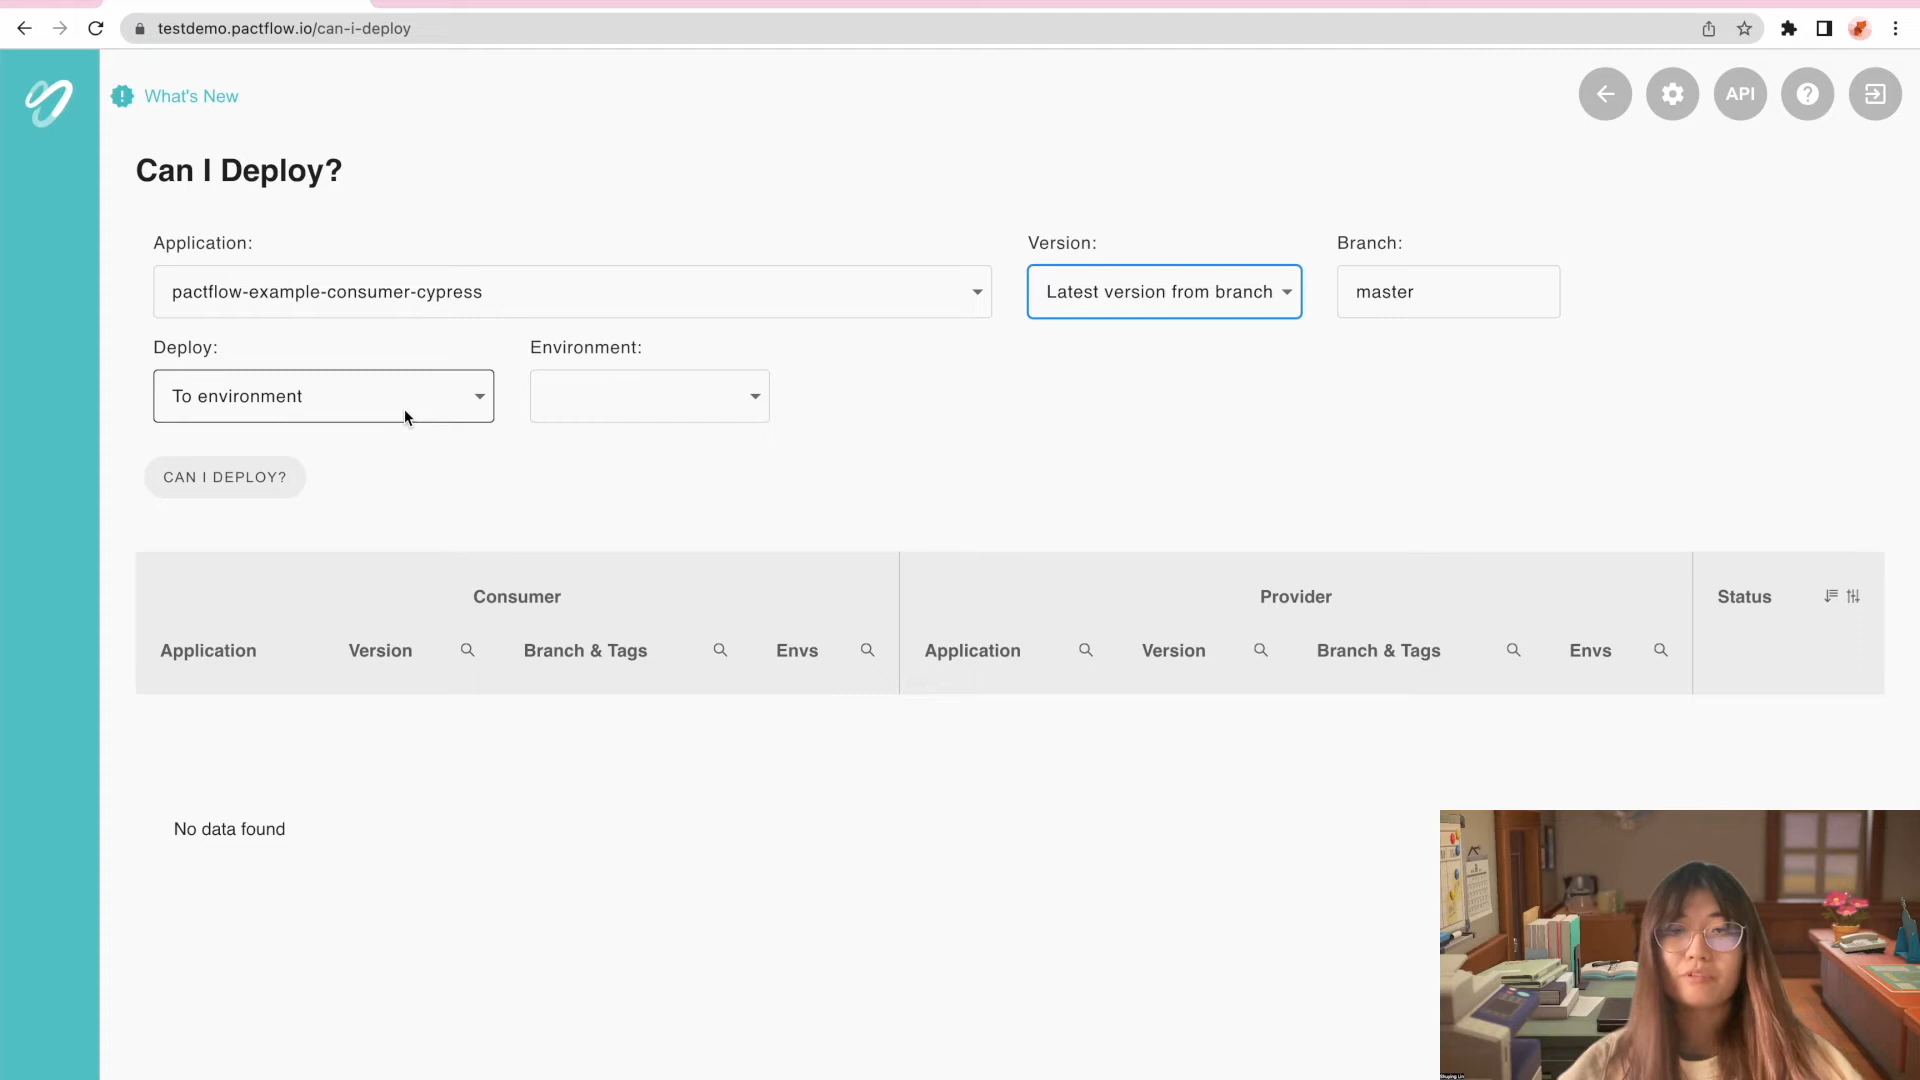 testdemo.pactflow.io/can-i-deploy
What's New
API
Can I Deploy?
Application:
Version:
Branch:
pactflow-example-consumer-cypress
Latest version from branch
master
Deploy:
Environment:
To environment
CAN I DEPLOY?
Consumer
Provider
Status
Application
Version
Branch & Tags
Envs
Application
Version
Branch & Tags
Envs
No data found